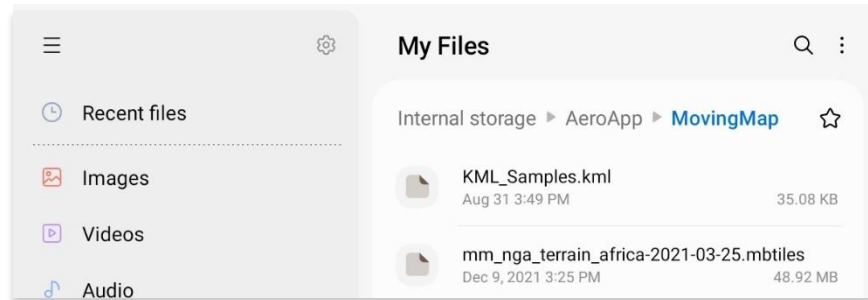 Recent files
Images
Videos
Audio
My Files
Internal storage AeroApp MovingMap
KML_Samples.kml
Aug 31 3:49 PM 35.08 KB
mm_nga_terrain_africa-2021-03-25.mbtiles
Dec 9, 2021 3:25 PM 48.92 MB